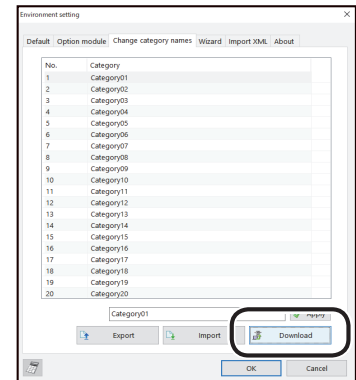 Environment setting
Default Option module Change category names Wizard Import XML About
No. Category
1 Category01
2 Category02
3 Category03
4 Category04
5 Category05
6 Category06
7 Category07
8 Category08
9 Category09
10 Category10
11 Category11
12 Category12
13 Category13
14 Category14
15 Category15
16 Category16
17 Category17
18 Category18
19 Category19
20 Category20
Category01 Apply
Export Import Download
OK Cancel